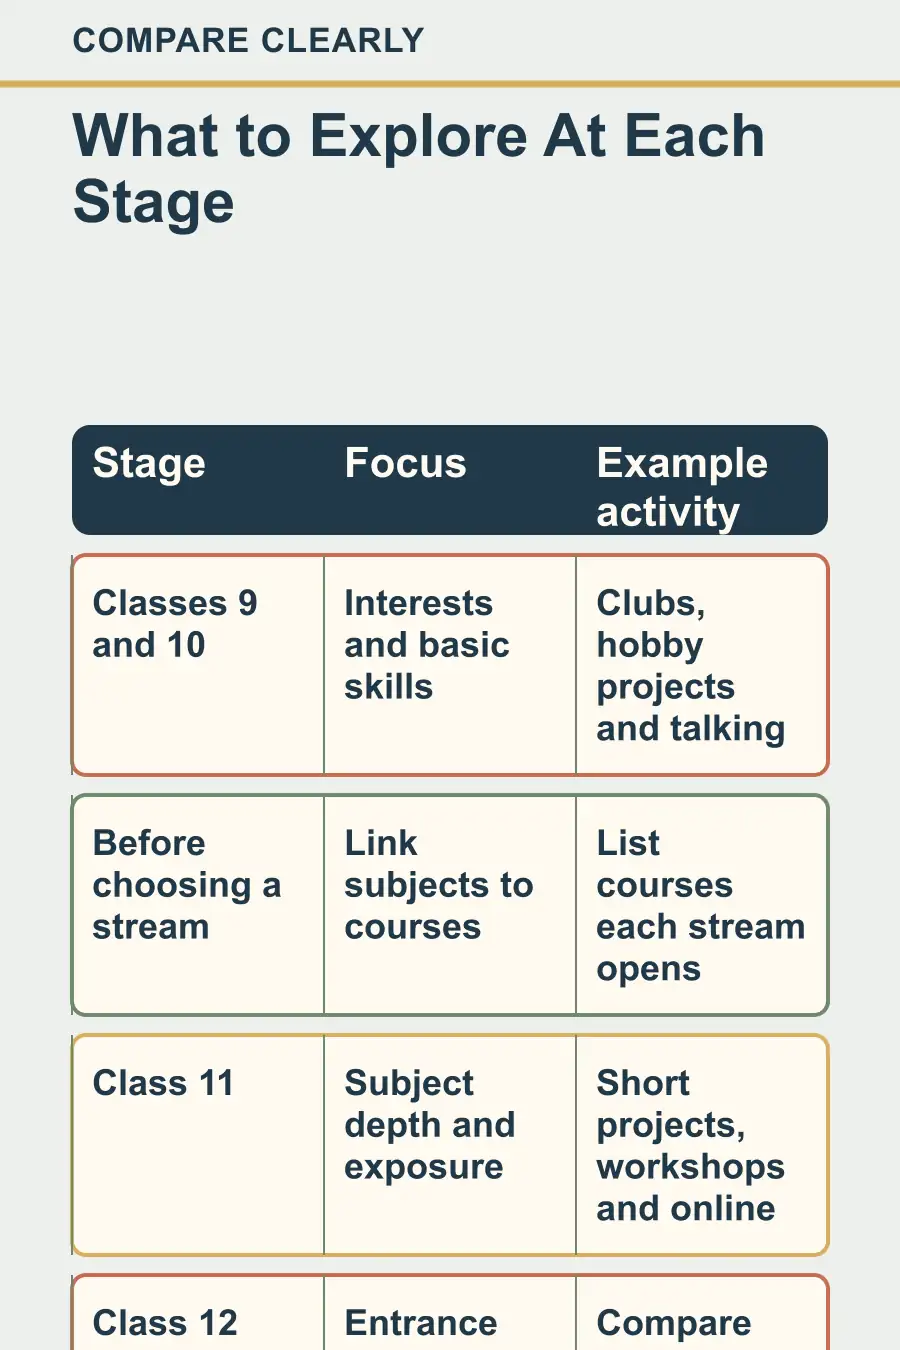 COMPARE CLEARLY
What to Explore At Each
Stage
Stage
Focus
Example
activity
Classes 9
and 10
Interests
and basic
skills
Clubs,
hobby
projects
and talking
Before
choosing a
stream
Link
subjects to
courses
List
courses
each stream
opens
Class 11
Subject
depth and
exposure
Short
projects,
workshops
and online
Class 12
Entrance
Compare